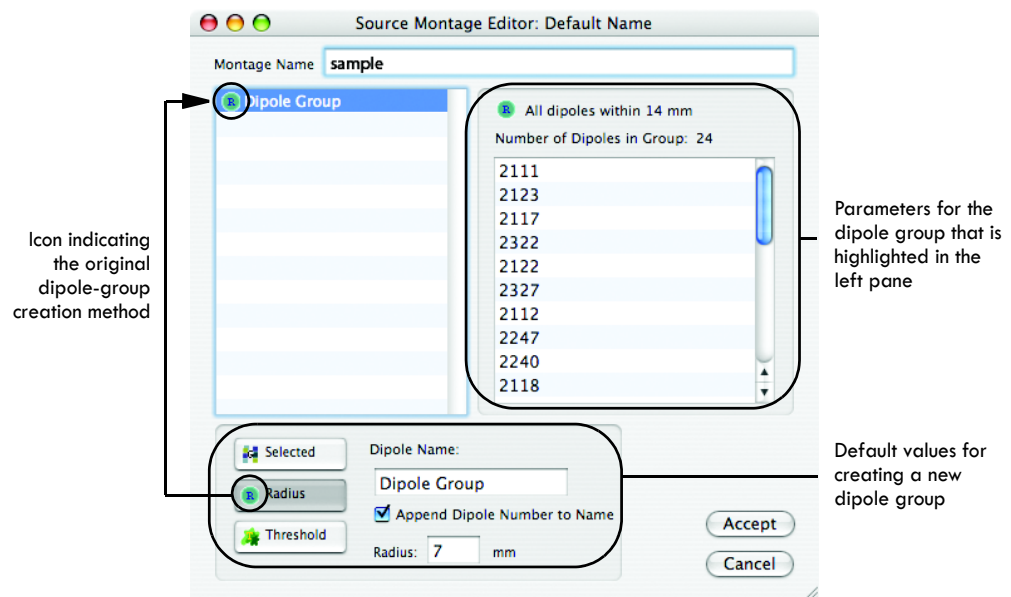 Source Montage Editor: Default Name
Montage Name sample
R Dipole Group
R All dipoles within 14 mm
Number of Dipoles in Group: 24
2111
2123
2117
2322
2122
2327
2112
2247
2240
2118
Icon indicating
the original
dipole-group
creation method
Parameters for the
dipole group that is
highlighted in the
left pane
Selected
R Radius
Threshold
Dipole Name:
Dipole Group
Append Dipole Number to Name
Radius: 7 mm
Accept
Cancel
Default values for
creating a new
dipole group